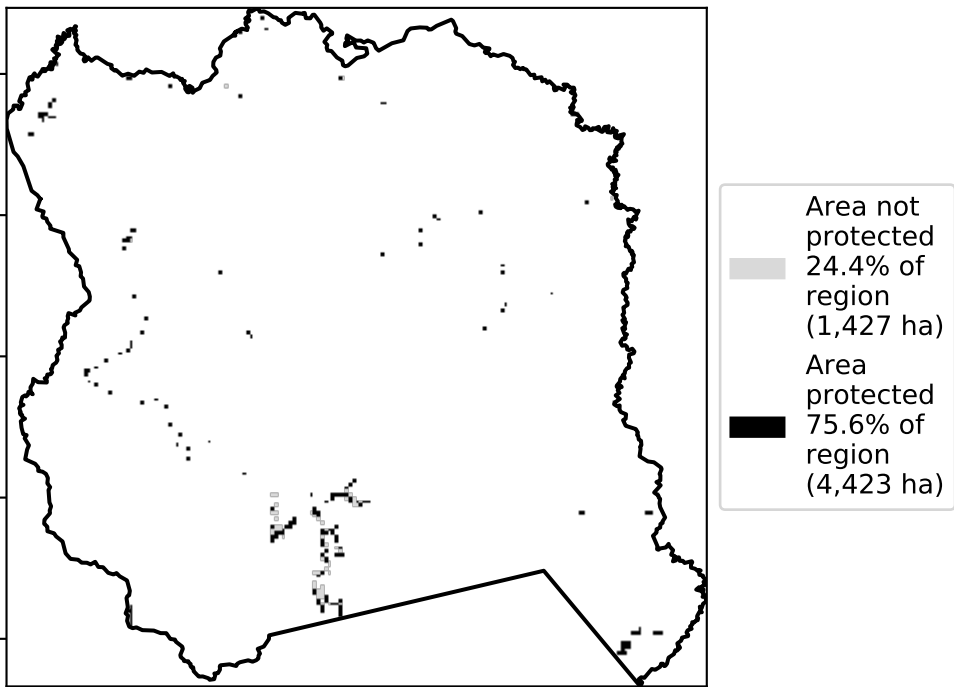 Area not
protected
24.4% of
region
(1,427 ha)
Area
protected
75.6% of
region
(4,423 ha)